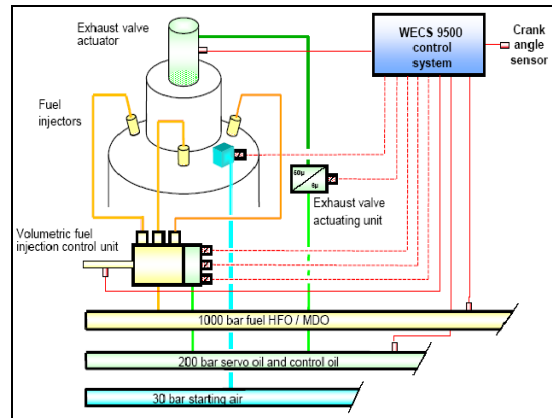 Exhaust valve
actuator
WECS 9500
control
system
Crank
angle
sensor
Fuel
injectors
Exhaust valve
actuating unit
Volumetric fuel
injection control unit
1000 bar fuel HFO / MDO
200 bar servo oil and control oil
30 bar starting air